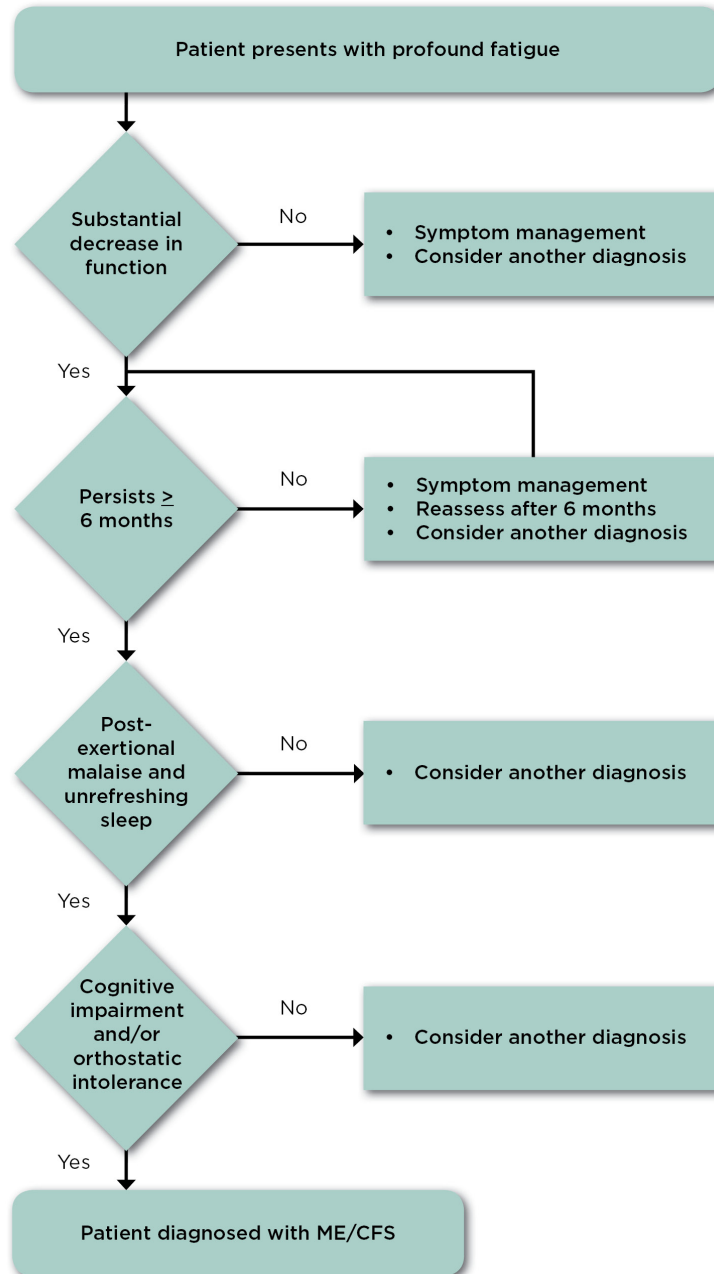 Patient presents with profound fatigue
Substantial
decrease in
function
No
• Symptom management
• Consider another diagnosis
Yes
Persists ≥
6 months
No
• Symptom management
• Reassess after 6 months
• Consider another diagnosis
Yes
Post-
exertional
malaise and
unrefreshing
sleep
No
• Consider another diagnosis
Yes
Cognitive
impairment
and/or
orthostatic
intolerance
No
• Consider another diagnosis
Yes
Patient diagnosed with ME/CFS